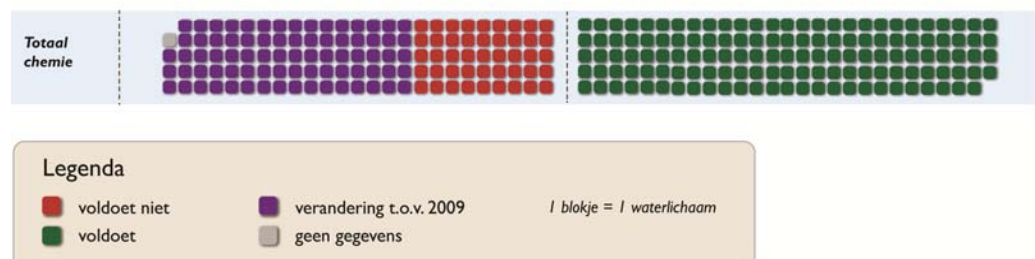 Totaal
chemie
Legenda
voldoet niet
verandering t.o.v. 2009
1 blokje = 1 waterlichaam
voldoet
geen gegevens